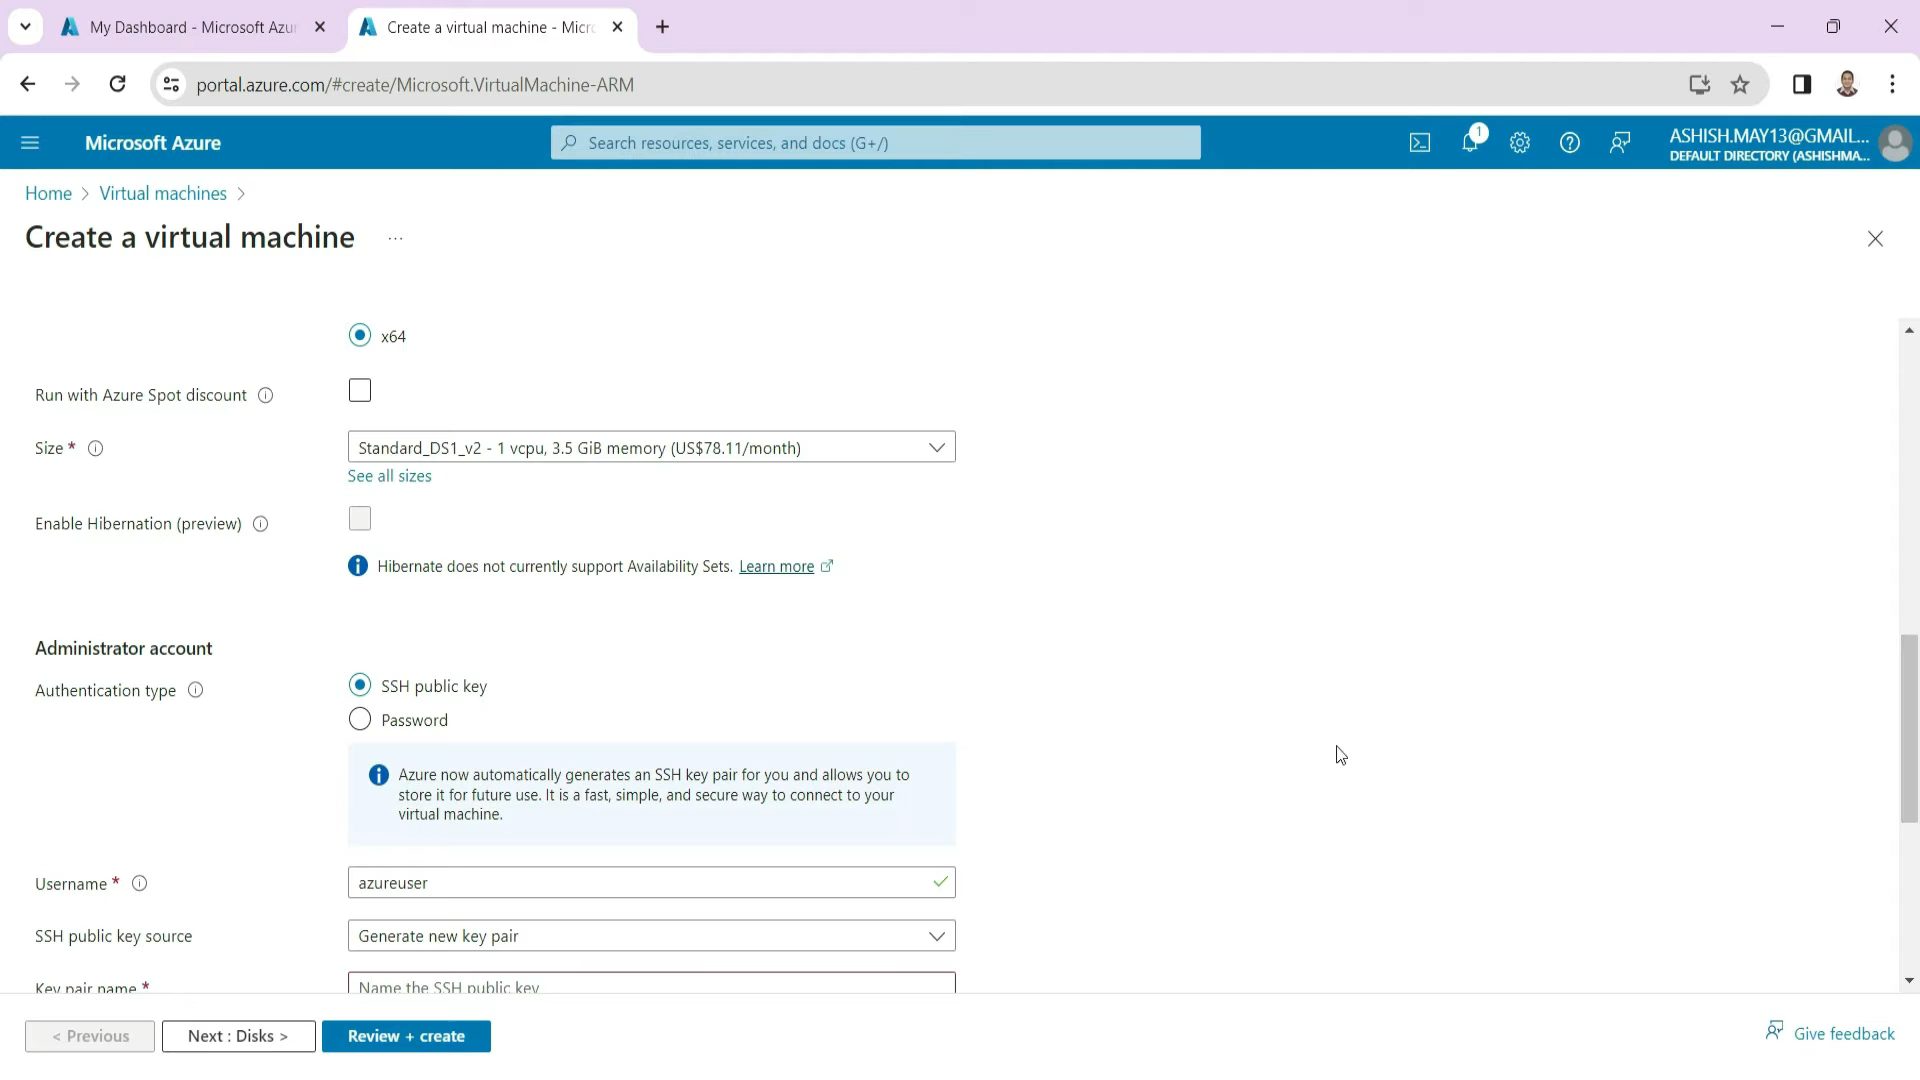 My Dashboard - Microsoft Azu
Create a virtual machine - Micr
portal.azure.com/#create/Microsoft.VirtualMachine-ARM
Microsoft Azure
Search resources, services, and docs (G+/)
1
ASHISH.MAY13@GMAIL...
DEFAULT DIRECTORY (ASHISHMA...
Home > Virtual machines >
Create a virtual machine ...
x64
Run with Azure Spot discount
Size *
Standard_DS1_v2 - 1 vcpu, 3.5 GiB memory (US$78.11/month)
See all sizes
Enable Hibernation (preview)
Hibernate does not currently support Availability Sets. Learn more
Administrator account
Authentication type
SSH public key
Password
Azure now automatically generates an SSH key pair for you and allows you to
store it for future use. It is a fast, simple, and secure way to connect to your
virtual machine.
Username *
azureuser
SSH public key source
Generate new key pair
Key pair name *
Name the SSH public key
< Previous
Next : Disks >
Review + create
Give feedback